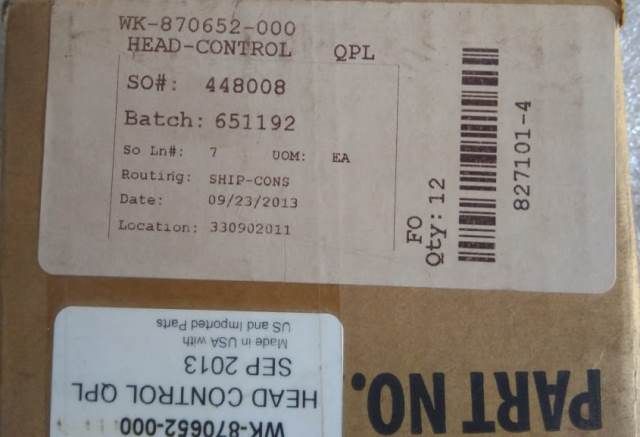 WK-870652-000
HEAD-CONTROL QPL
SO#: 448008
Batch: 651192
So Ln#: 7 UOM: EA
Routing: SHIP-CONS
Date: 09/23/2013
Location: 330902011
FO
Qty: 12
827101-4
WK-870652-000
HEAD CONTROL QPL
SEP 2013
Made in USA with
US and Imported Parts
PART NO.